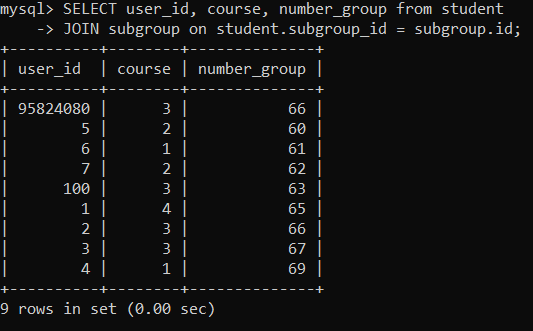 mysql> SELECT user_id, course, number_group from student
    -> JOIN subgroup on student.subgroup_id = subgroup.id;
+----------+--------+--------------+
| user_id  | course | number_group |
+----------+--------+--------------+
| 95824080 |      3 |           66 |
|        5 |      2 |           60 |
|        6 |      1 |           61 |
|        7 |      2 |           62 |
|      100 |      3 |           63 |
|        1 |      4 |           65 |
|        2 |      3 |           66 |
|        3 |      3 |           67 |
|        4 |      1 |           69 |
+----------+--------+--------------+
9 rows in set (0.00 sec)